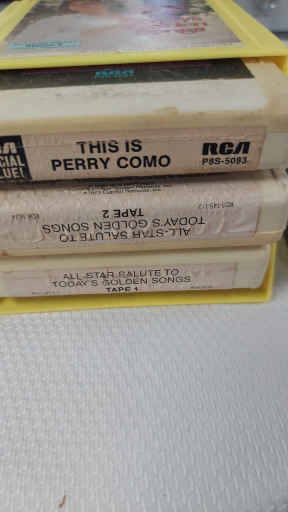 RCA
SPECIAL
VALUE!
THIS IS
PERRY COMO
RCA
P8S-5093
ALL-STAR SALUTE TO
TODAY'S GOLDEN SONGS
TAPE 2
ALL-STAR SALUTE TO
TODAY'S GOLDEN SONGS
TAPE 1